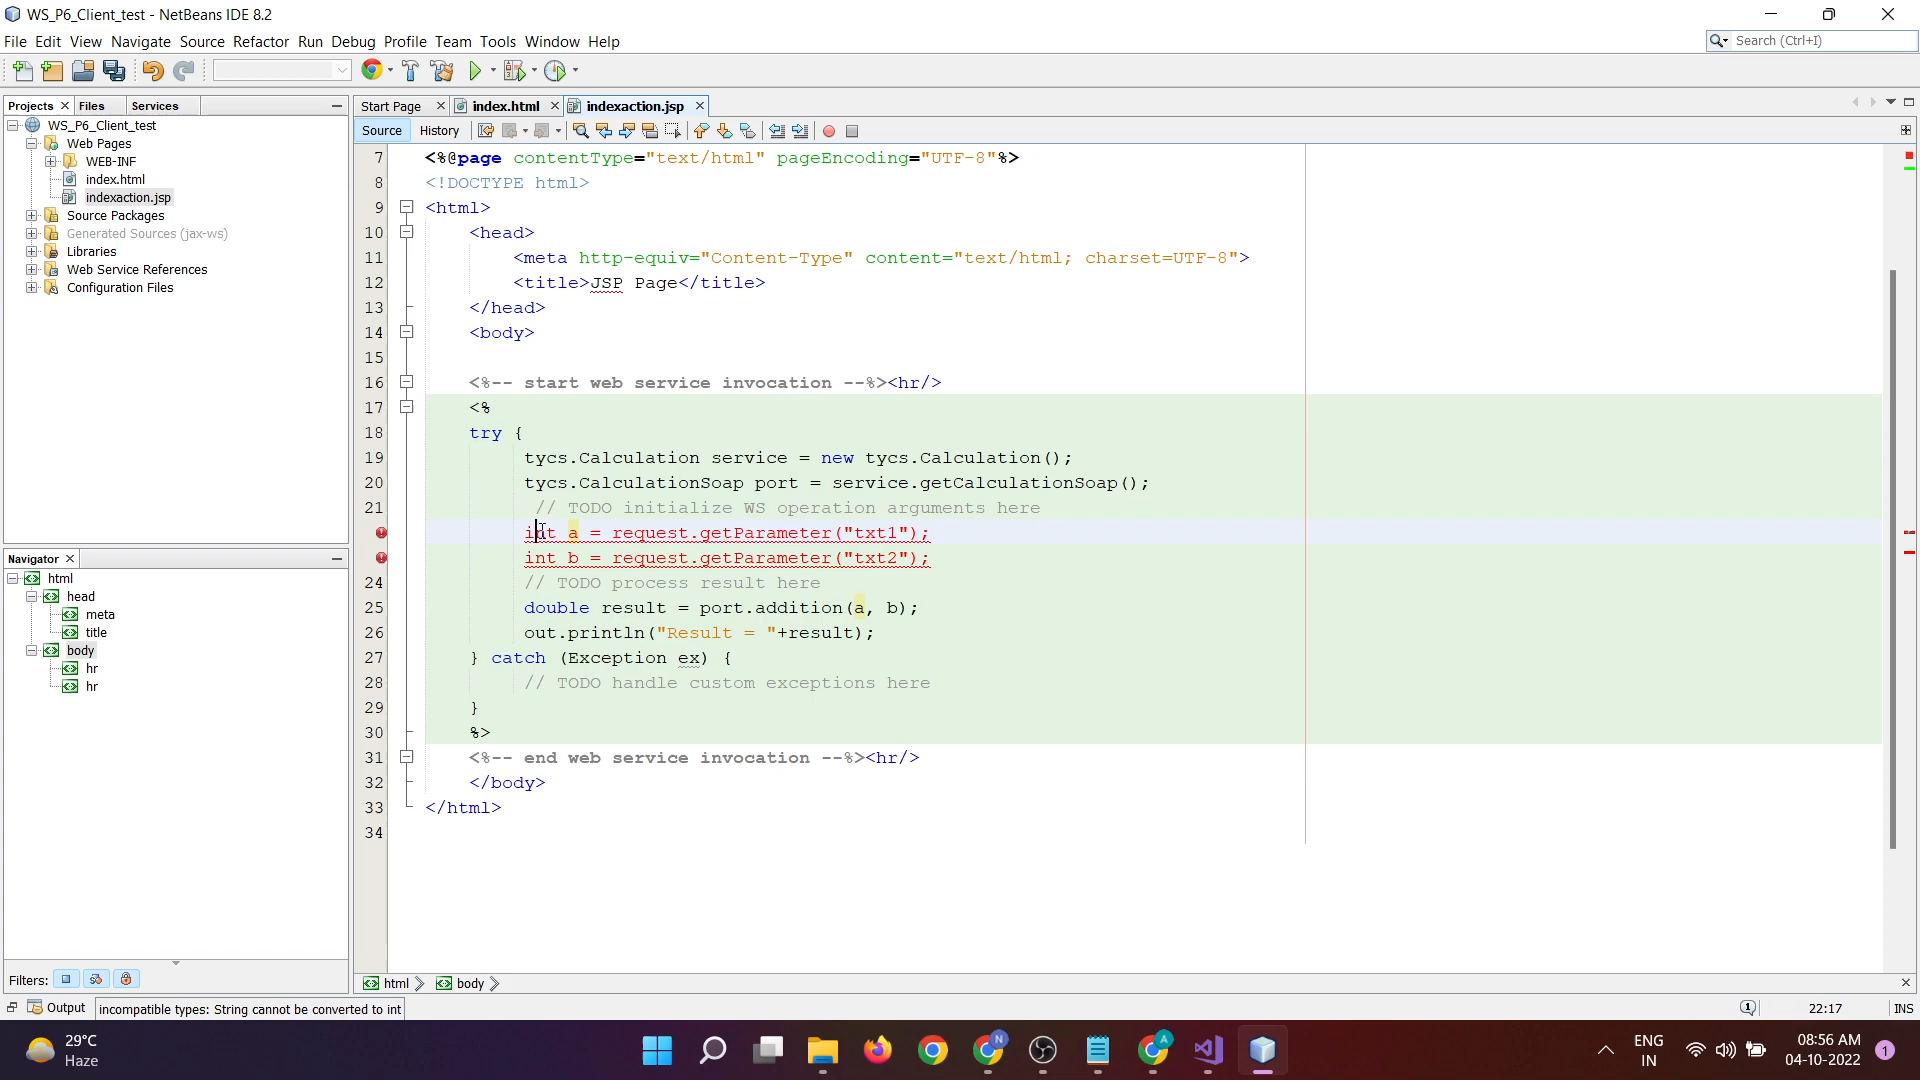 WS_P6_Client_test - NetBeans IDE 8.2
File Edit View Navigate Source Refactor Run Debug Profile Team Tools Window Help
Search (Ctrl+I)
Projects Files Services
WS_P6_Client_test
Web Pages
WEB-INF
index.html
indexaction.jsp
Source Packages
Generated Sources (jax-ws)
Libraries
Web Service References
Configuration Files
Navigator
html
head
meta
title
body
hr
hr
Filters:
Start Page index.html indexaction.jsp
Source History
7 <%@page contentType="text/html" pageEncoding="UTF-8"%>
8 <!DOCTYPE html>
9 <html>
10 <head>
11 <meta http-equiv="Content-Type" content="text/html; charset=UTF-8">
12 <title>JSP Page</title>
13 </head>
14 <body>
15
16 <%-- start web service invocation --%><hr/>
17 <%
18 try {
19 tycs.Calculation service = new tycs.Calculation();
20 tycs.CalculationSoap port = service.getCalculationSoap();
21 // TODO initialize WS operation arguments here
int a = request.getParameter("txt1");
int b = request.getParameter("txt2");
24 // TODO process result here
25 double result = port.addition(a, b);
26 out.println("Result = "+result);
27 } catch (Exception ex) {
28 // TODO handle custom exceptions here
29 }
30 %>
31 <%-- end web service invocation --%><hr/>
32 </body>
33 </html>
34
html body
Output incompatible types: String cannot be converted to int
1 22:17 INS
29°C
Haze
N
A
ENG
IN
08:56 AM
04-10-2022
1